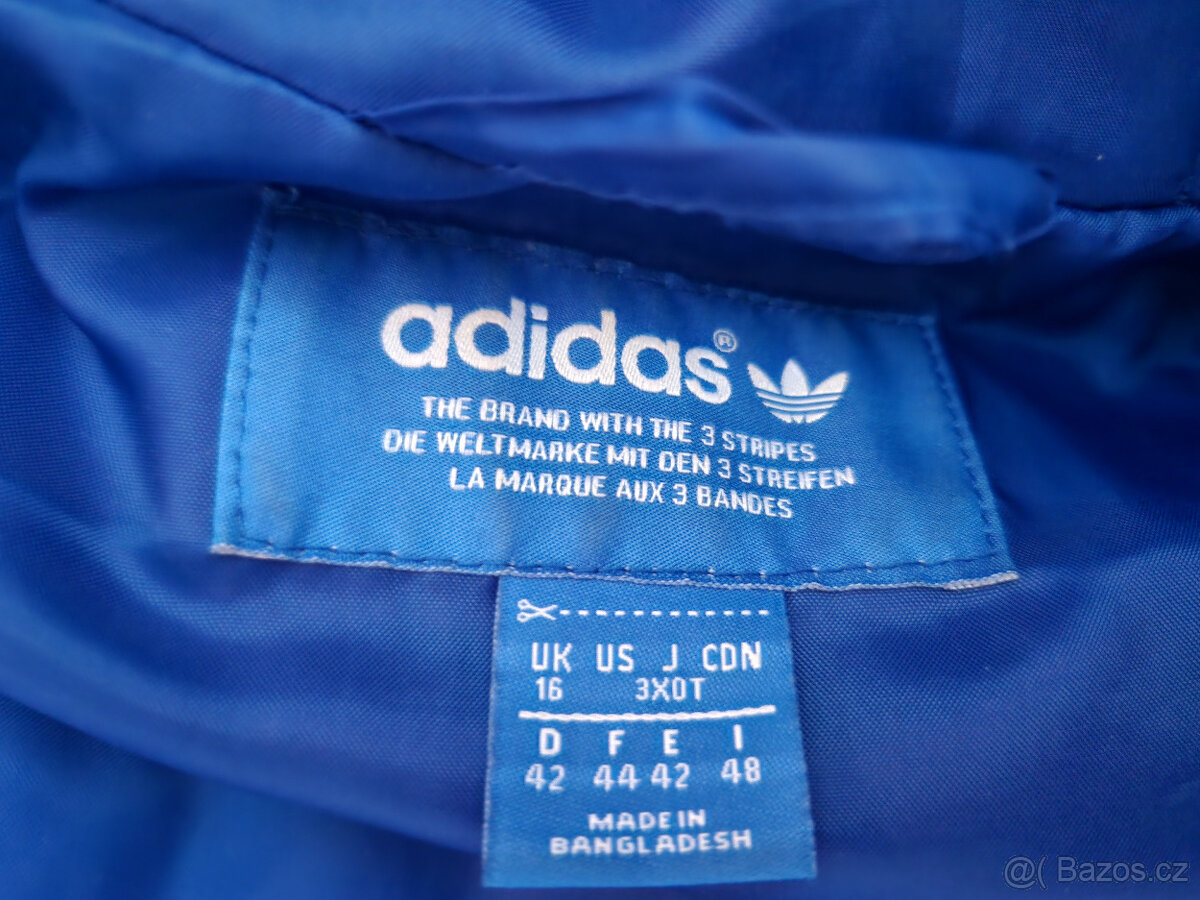 adidas®
THE BRAND WITH THE 3 STRIPES
DIE WELTMARKE MIT DEN 3 STREIFEN
LA MARQUE AUX 3 BANDES
UK US J CDN
16 3XOT
D F E I
42 44 42 48
MADE IN
BANGLADESH
@( Bazos.cz